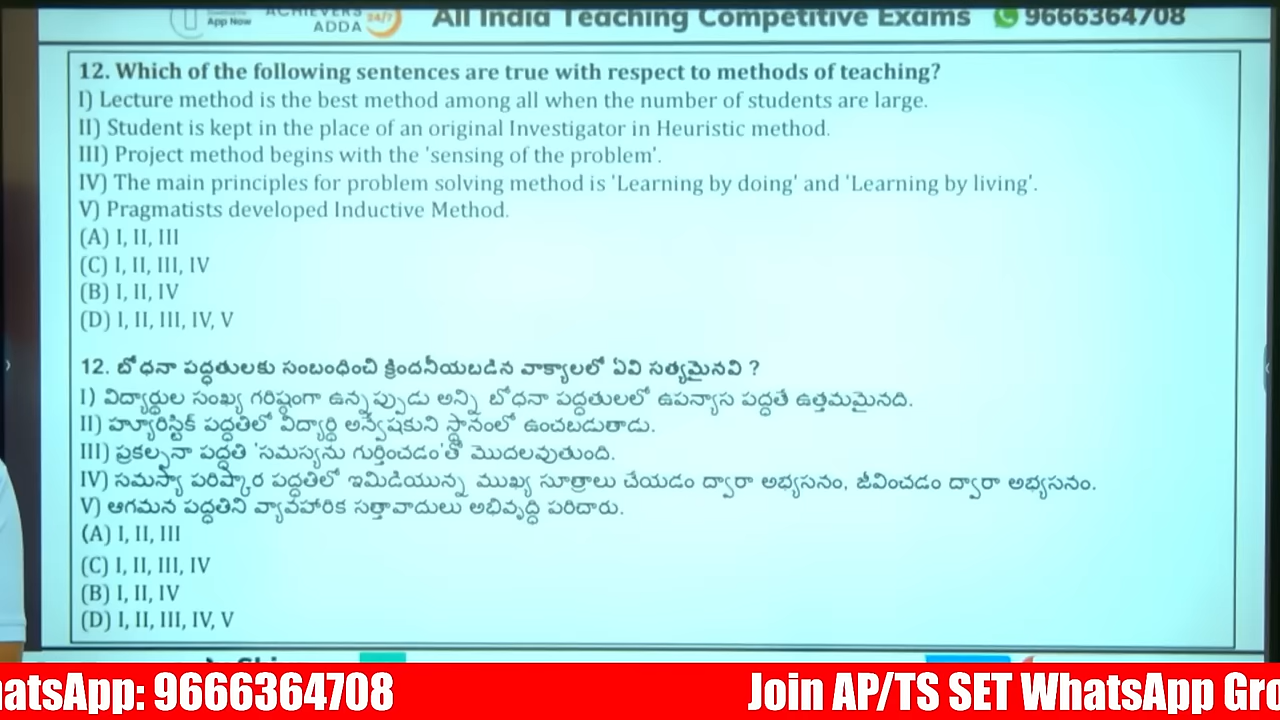 App Now
ACHIEVERS
ADDA 24/7
All India Teaching Competitive Exams 9666364708
12. Which of the following sentences are true with respect to methods of teaching?
I) Lecture method is the best method among all when the number of students are large.
II) Student is kept in the place of an original Investigator in Heuristic method.
III) Project method begins with the 'sensing of the problem'.
IV) The main principles for problem solving method is 'Learning by doing' and 'Learning by living'.
V) Pragmatists developed Inductive Method.
(A) I, II, III
(C) I, II, III, IV
(B) I, II, IV
(D) I, II, III, IV, V
12. బోధనా పద్ధతులకు సంబంధించి క్రిందనీయబడిన వాక్యాలలో ఏవి సత్యమైనవి ?
I) విద్యార్థుల సంఖ్య గరిష్ఠంగా ఉన్నప్పుడు అన్ని బోధనా పద్ధతులలో ఉపన్యాస పద్ధతే ఉత్తమమైనది.
II) హ్యూరిస్టిక్ పద్ధతిలో విద్యార్థి అన్వేషకుని స్థానంలో ఉంచబడుతాడు.
III) ప్రకల్పనా పద్ధతి 'సమస్యను గుర్తించడం'తో మొదలవుతుంది.
IV) సమస్యా పరిష్కార పద్ధతిలో ఇమిడియున్న ముఖ్య సూత్రాలు చేయడం ద్వారా అభ్యసనం, జీవించడం ద్వారా అభ్యసనం.
V) ఆగమన పద్ధతిని వ్యావహారిక సత్తావాదులు అభివృద్ధి పరిచారు.
(A) I, II, III
(C) I, II, III, IV
(B) I, II, IV
(D) I, II, III, IV, V
hatsApp: 9666364708 Join AP/TS SET WhatsApp Gro